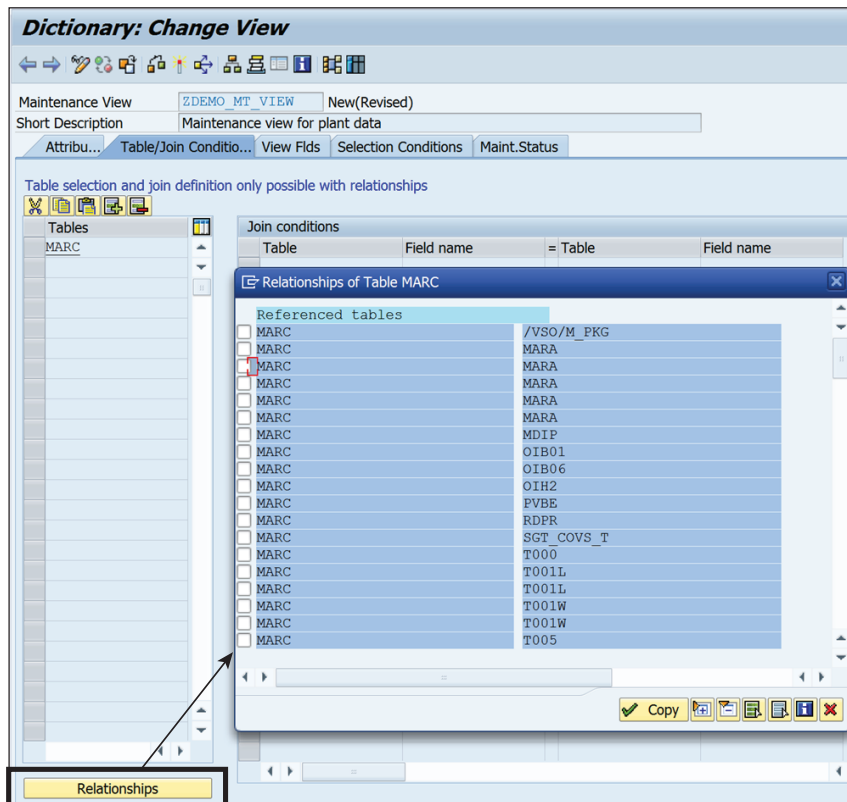 Dictionary: Change View
Maintenance View ZDEMO_MT_VIEW New(Revised)
Short Description Maintenance view for plant data
Attribu... Table/Join Conditio... View Flds Selection Conditions Maint.Status
Table selection and join definition only possible with relationships
Tables
MARC
Join conditions
Table Field name = Table Field name
Relationships of Table MARC
Referenced tables
MARC /VSO/M_PKG
MARC MARA
MARC MARA
MARC MARA
MARC MARA
MARC MARA
MARC MDIP
MARC OIB01
MARC OIB06
MARC OIH2
MARC PVBE
MARC RDPR
MARC SGT_COVS_T
MARC T000
MARC T001L
MARC T001L
MARC T001W
MARC T001W
MARC T005
Copy
Relationships